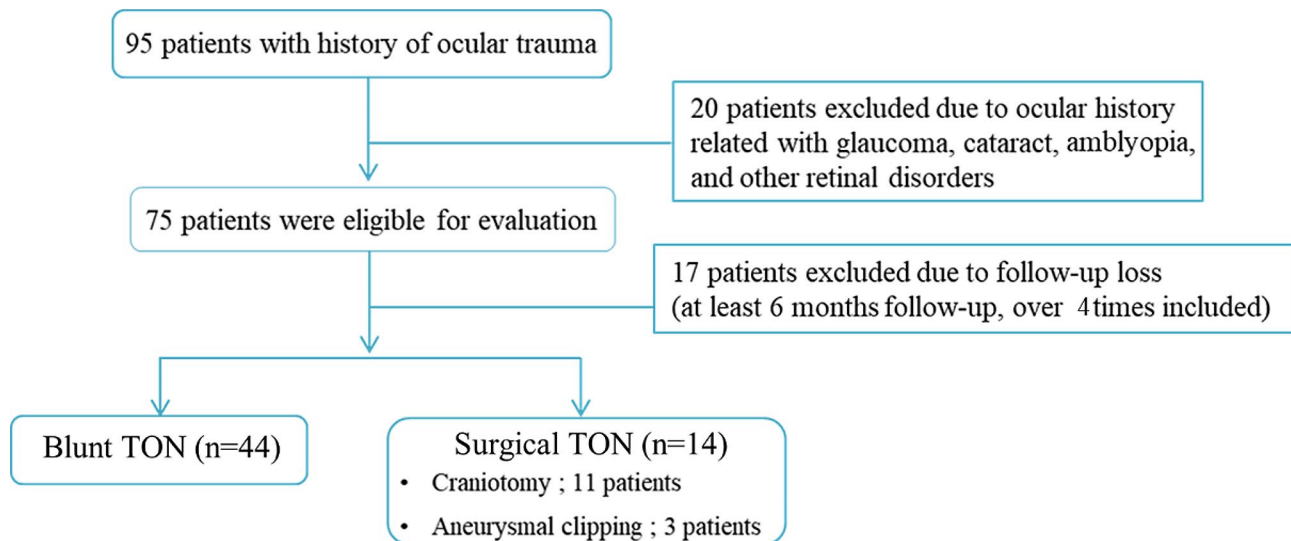 95 patients with history of ocular trauma
20 patients excluded due to ocular history
related with glaucoma, cataract, amblyopia,
and other retinal disorders
75 patients were eligible for evaluation
17 patients excluded due to follow-up loss
(at least 6 months follow-up, over 4 times included)
Blunt TON (n=44)
Surgical TON (n=14)
• Craniotomy ; 11 patients
• Aneurysmal clipping ; 3 patients